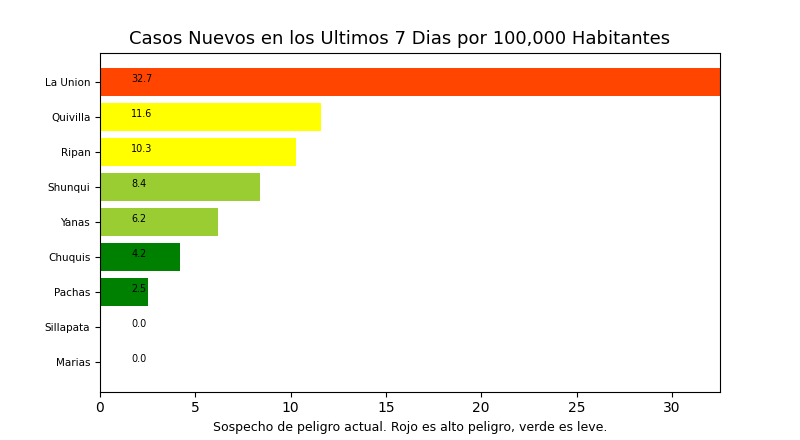 Casos Nuevos en los Ultimos 7 Dias por 100,000 Habitantes
La Union 32.7
Quivilla 11.6
Ripan 10.3
Shunqui 8.4
Yanas 6.2
Chuquis 4.2
Pachas 2.5
Sillapata 0.0
Marias 0.0
0 5 10 15 20 25 30
Sospecho de peligro actual. Rojo es alto peligro, verde es leve.